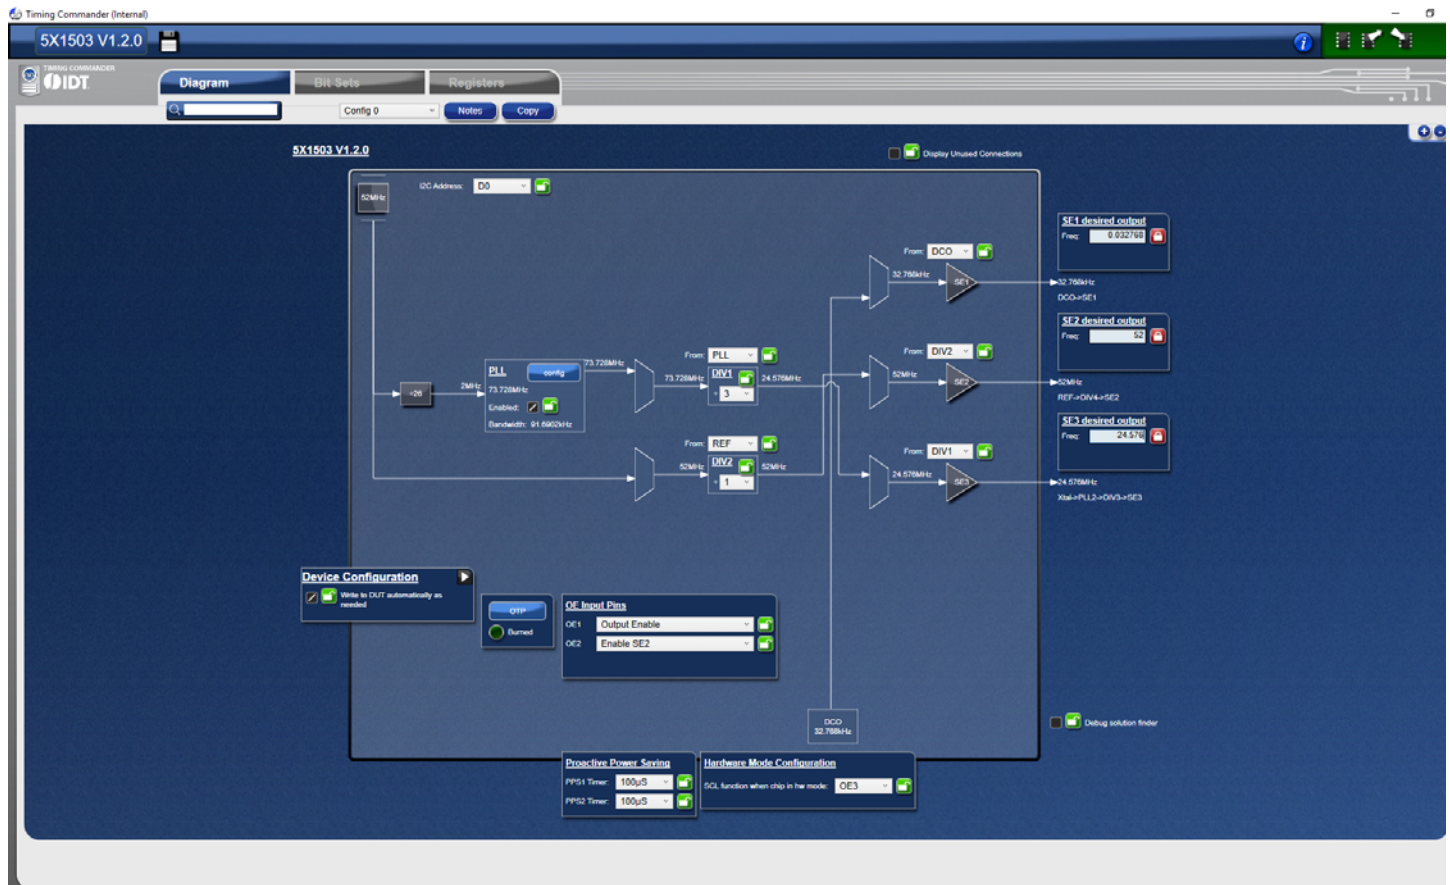 Timing Commander (Internal)
5X1503 V1.2.0
TIMING COMMANDER
IDT
Diagram
Bit Sets
Registers
Config 0
Notes
Copy
5X1503 V1.2.0
Display Unused Connections
52MHz
I2C Address: D0
SE1 desired output
Freq: 0.032768
From: DCO
32.768kHz
SE1
32.768kHz
DCO->SE1
SE2 desired output
Freq: 52
From: PLL
From: DIV2
PLL
config
73.728MHz
73.728MHz
DIV1
24.576MHz
52MHz
SE2
52MHz
÷26
2MHz
73.728MHz
÷ 3
REF->DIV4->SE2
Enabled:
Bandwidth: 91.6902kHz
SE3 desired output
Freq: 24.576
From: REF
From: DIV1
52MHz
DIV2
52MHz
÷ 1
24.576MHz
SE3
24.576MHz
Xtal->PLL2->DIV3->SE3
Device Configuration
Write to DUT automatically as
needed
OTP
Burned
OE Input Pins
OE1 Output Enable
OE2 Enable SE2
DCO
32.768kHz
Debug solution finder
Proactive Power Saving
PPS1 Timer: 100µS
PPS2 Timer: 100µS
Hardware Mode Configuration
SCL function when chip in hw mode: OE3